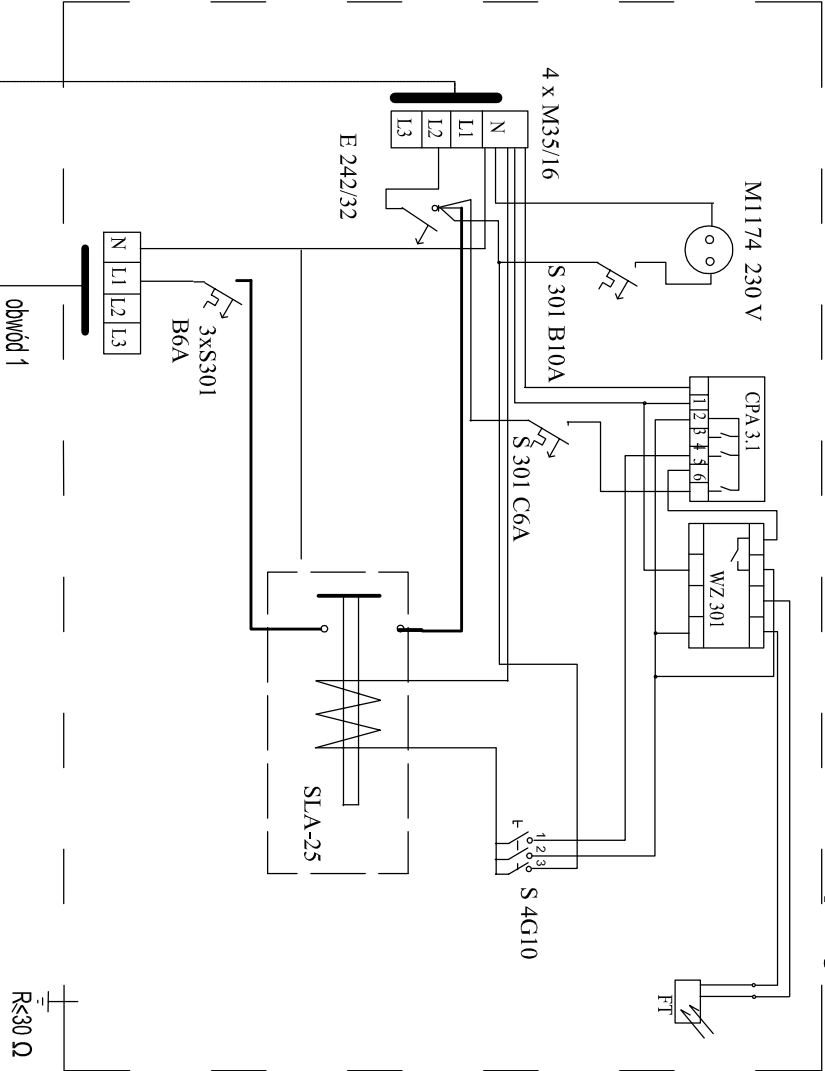 4 x M35/16
N
L1
L2
L3
E 242/32
M1174 230 V
S 301 B10A
CPA 3.1
1 2 3 4 5 6
S 301 C6A
WZ 301
N L1 L2 L3
3xS301
B6A
obwód 1
SLA-25
1 2 3
S 4G10
FT
R≤30 Ω